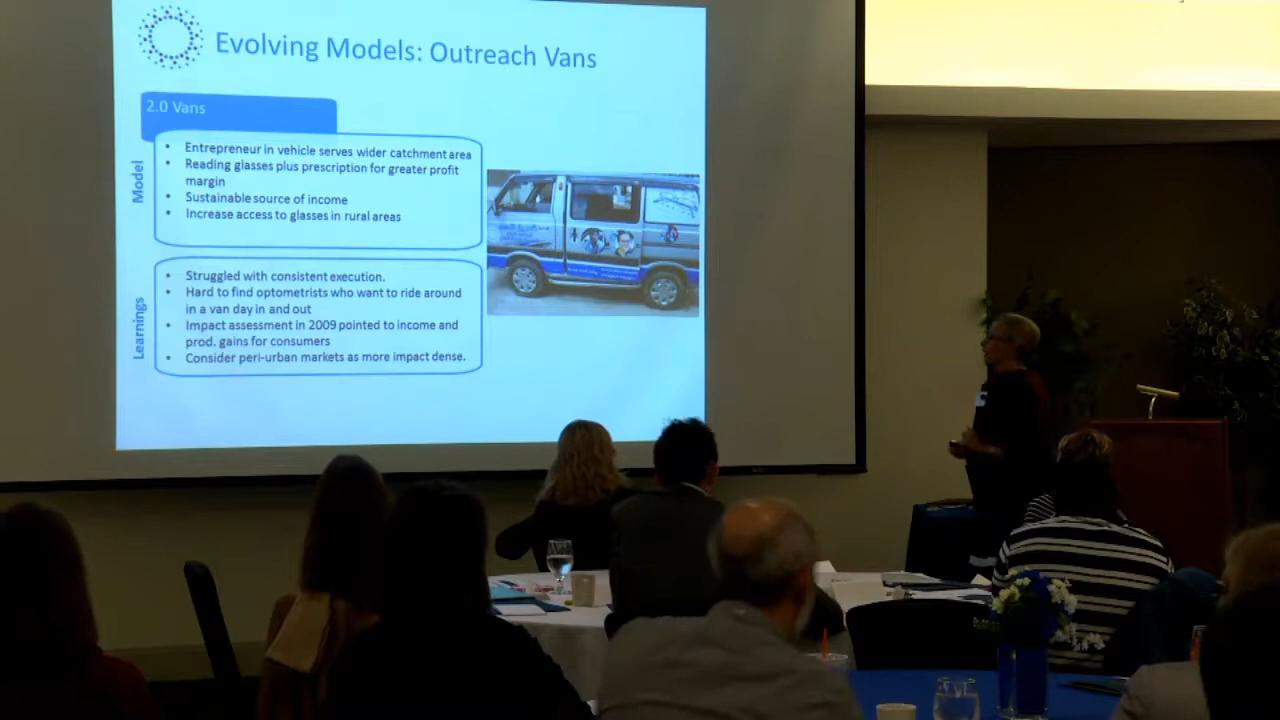 Evolving Models: Outreach Vans
2.0 Vans
Model
• Entrepreneur in vehicle serves wider catchment area
• Reading glasses plus prescription for greater profit
margin
• Sustainable source of income
• Increase access to glasses in rural areas
Learnings
• Struggled with consistent execution.
• Hard to find optometrists who want to ride around
in a van day in and out
• Impact assessment in 2009 pointed to income and
prod. gains for consumers
• Consider peri-urban markets as more impact dense.